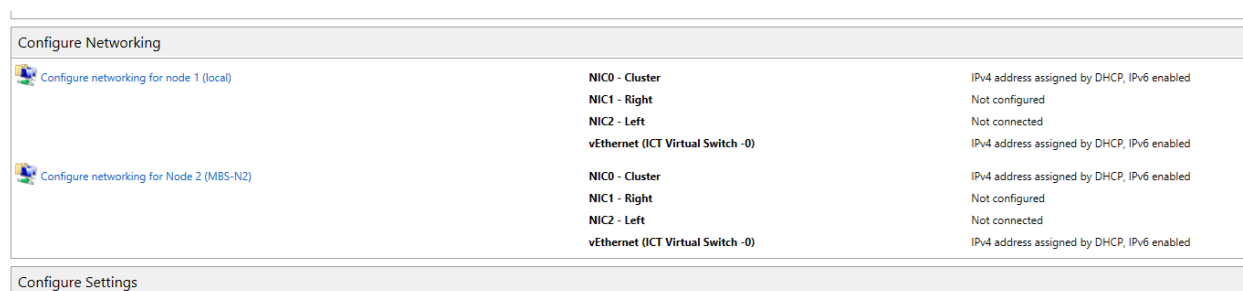 Configure Networking
Configure networking for node 1 (local) NIC0 - Cluster IPv4 address assigned by DHCP, IPv6 enabled
NIC1 - Right Not configured
NIC2 - Left Not connected
vEthernet (ICT Virtual Switch -0) IPv4 address assigned by DHCP, IPv6 enabled
Configure networking for Node 2 (MBS-N2) NIC0 - Cluster IPv4 address assigned by DHCP, IPv6 enabled
NIC1 - Right Not configured
NIC2 - Left Not connected
vEthernet (ICT Virtual Switch -0) IPv4 address assigned by DHCP, IPv6 enabled
Configure Settings